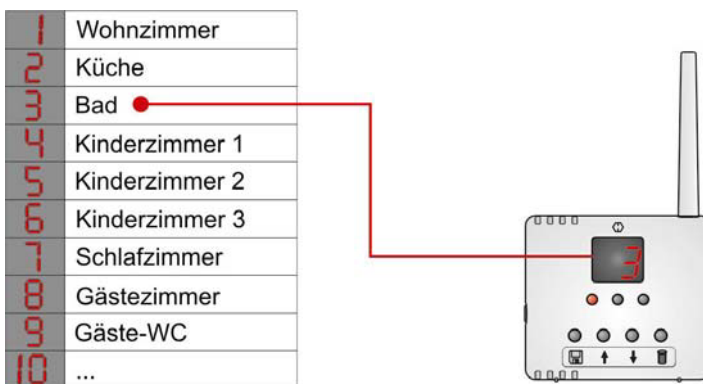 1 Wohnzimmer
2 Küche
3 Bad
4 Kinderzimmer 1
5 Kinderzimmer 2
6 Kinderzimmer 3
7 Schlafzimmer
8 Gästezimmer
9 Gäste-WC
10 ...
3